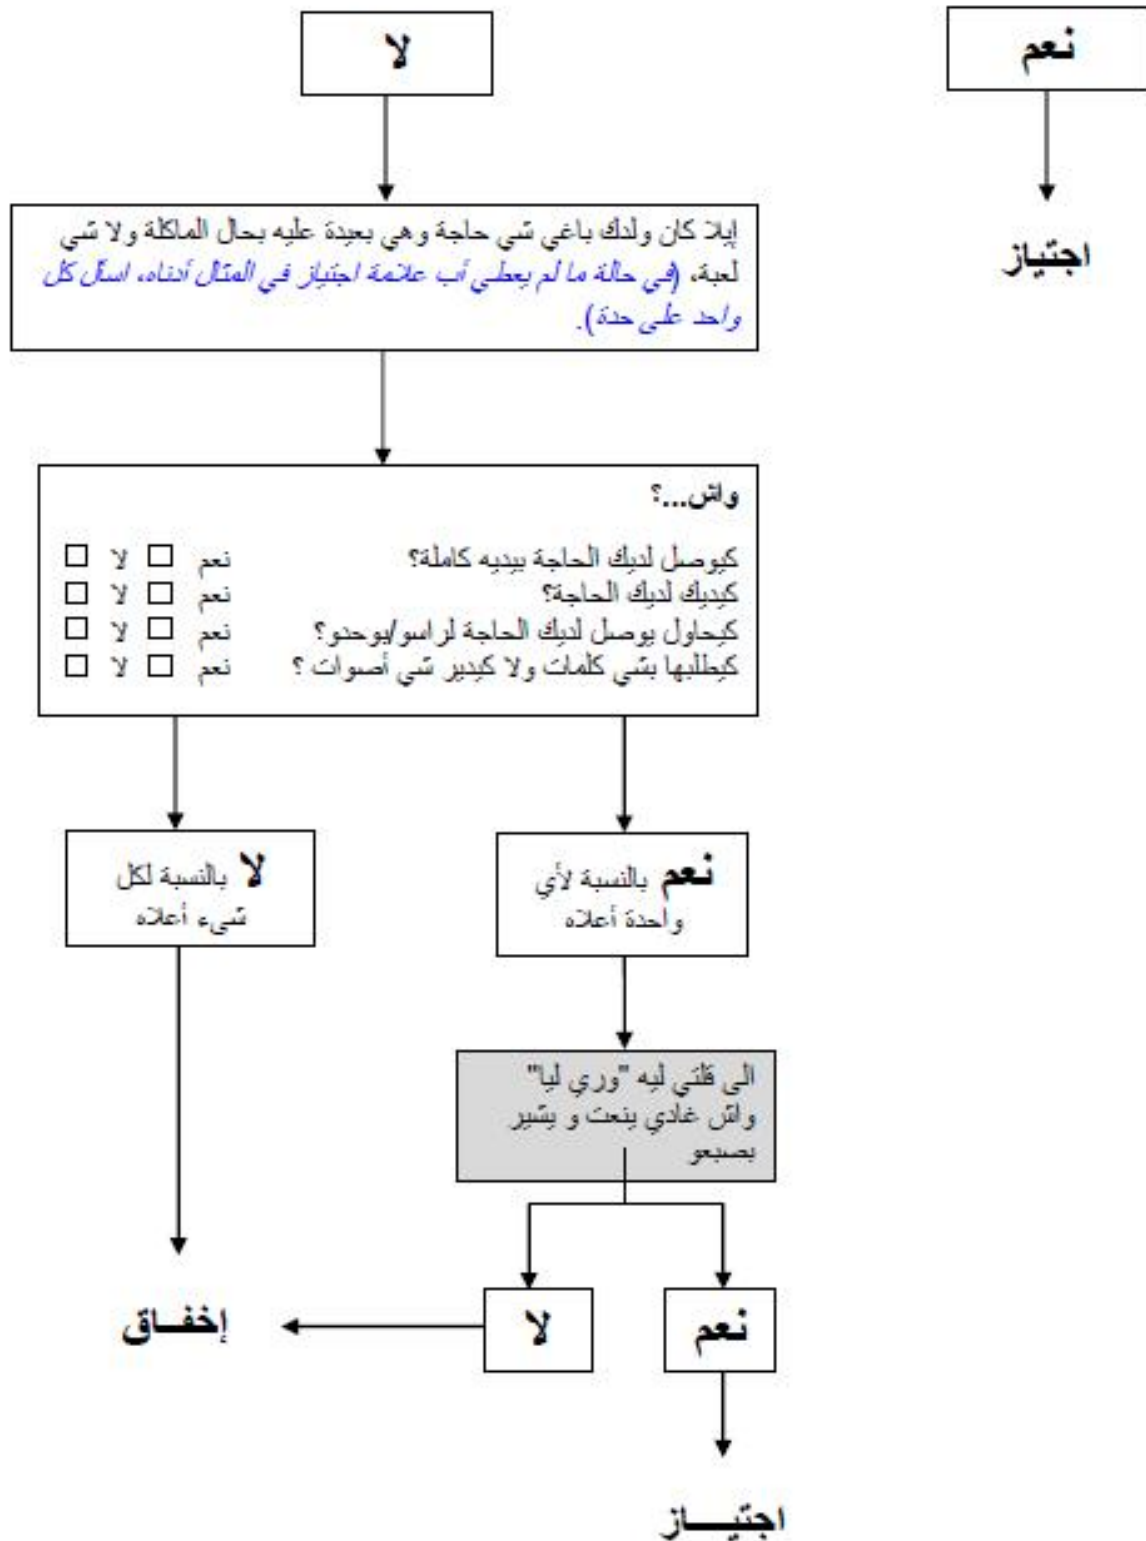 نعم
لا
اجتياز
إيلا كان ولدك باغي شي حاجة وهي بعيدة عليه بحال الماكلة ولا شي
لعبة، (في حالة ما لم يعطي أب علامة اجتياز في المثال أدناه، اسأل كل
واحد على حدة).
واش...؟
كيوصل لديك الحاجة بيديه كاملة؟ نعم □ لا □
كيديك لديك الحاجة؟ نعم □ لا □
كيحاول يوصل لديك الحاجة لراسو/بوحدو؟ نعم □ لا □
كيطلبها بشي كلمات ولا كيدير شي أصوات ؟ نعم □ لا □
نعم بالنسبة لأي
واحدة أعلاه
لا بالنسبة لكل
شيء أعلاه
الى قلتي ليه "وري ليا"
واش غادي ينعت و يشير
بصبعو
نعم
لا
إخفـاق
اجتيـــاز